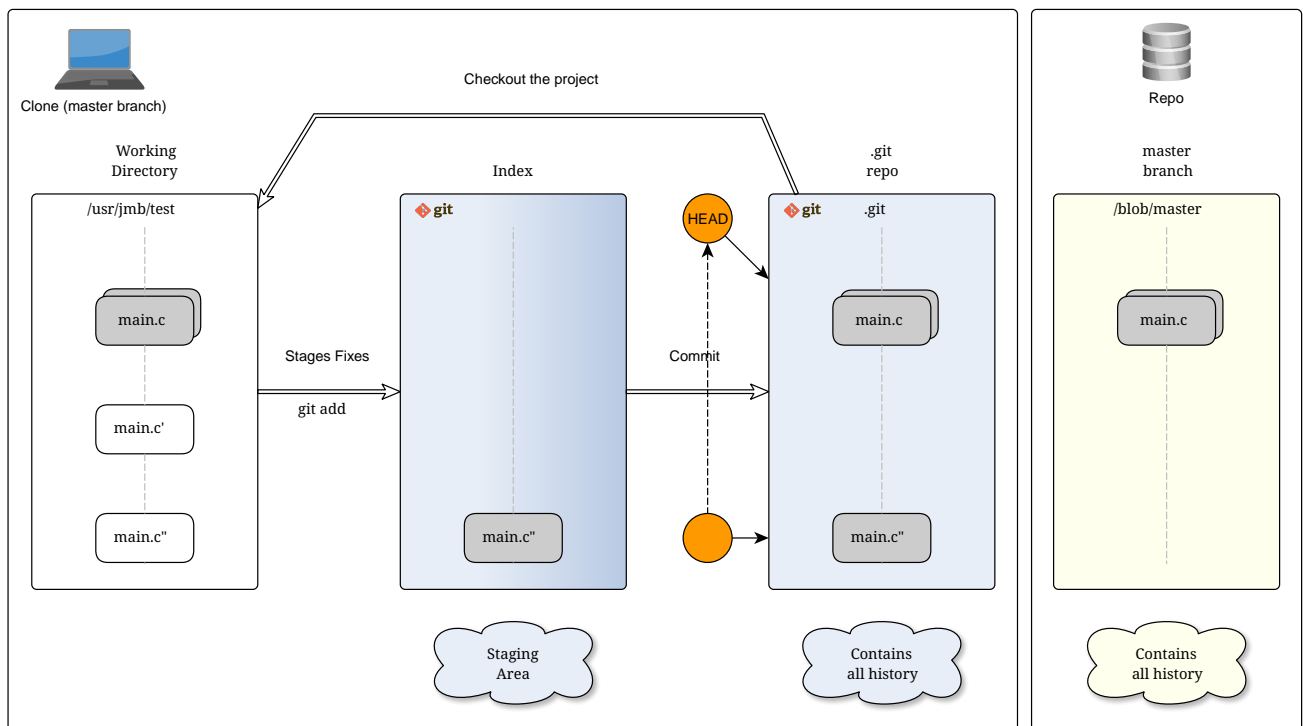 Checkout the project
Clone (master branch)
Repo
Working
Directory
Index
.git
repo
master
branch
/usr/jmb/test
git
HEAD
git
.git
/blob/master
main.c
main.c
main.c
Stages Fixes
Commit
git add
main.c'
main.c"
main.c"
main.c"
Staging
Area
Contains
all history
Contains
all history